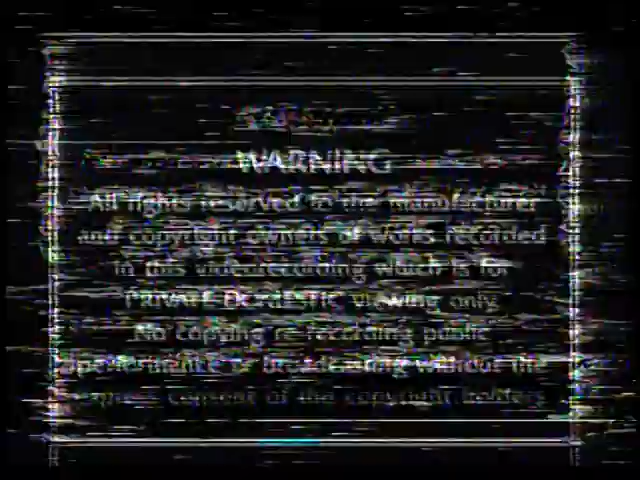 WARNING
All rights reserved to the manufacturer
and copyright owners of works recorded
in this videorecording which is for
PRIVATE DOMESTIC viewing only
No copying re-recording public
performance or broadcasting without the
express consent of the copyright holders